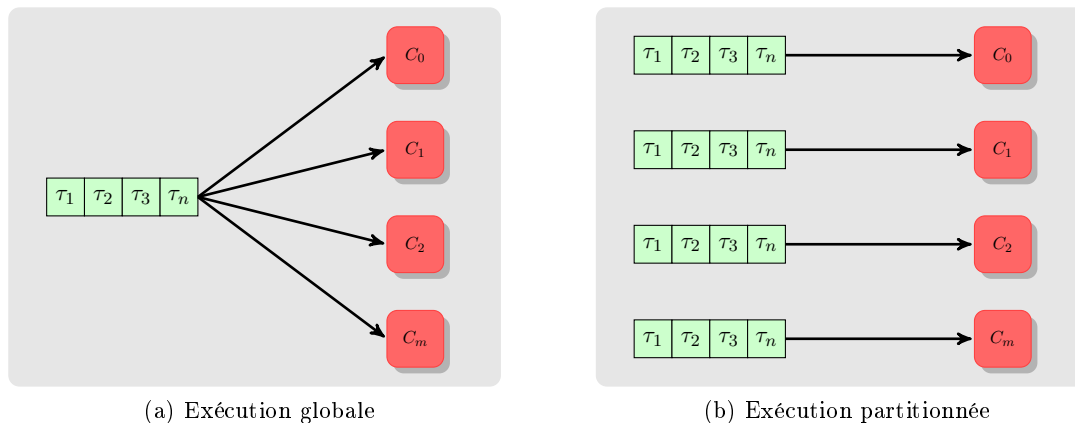 C₀
C₁
τ₁ τ₂ τ₃ τₙ
C₂
Cₘ
(a) Exécution globale
τ₁ τ₂ τ₃ τₙ C₀
τ₁ τ₂ τ₃ τₙ C₁
τ₁ τ₂ τ₃ τₙ C₂
τ₁ τ₂ τ₃ τₙ Cₘ
(b) Exécution partitionnée